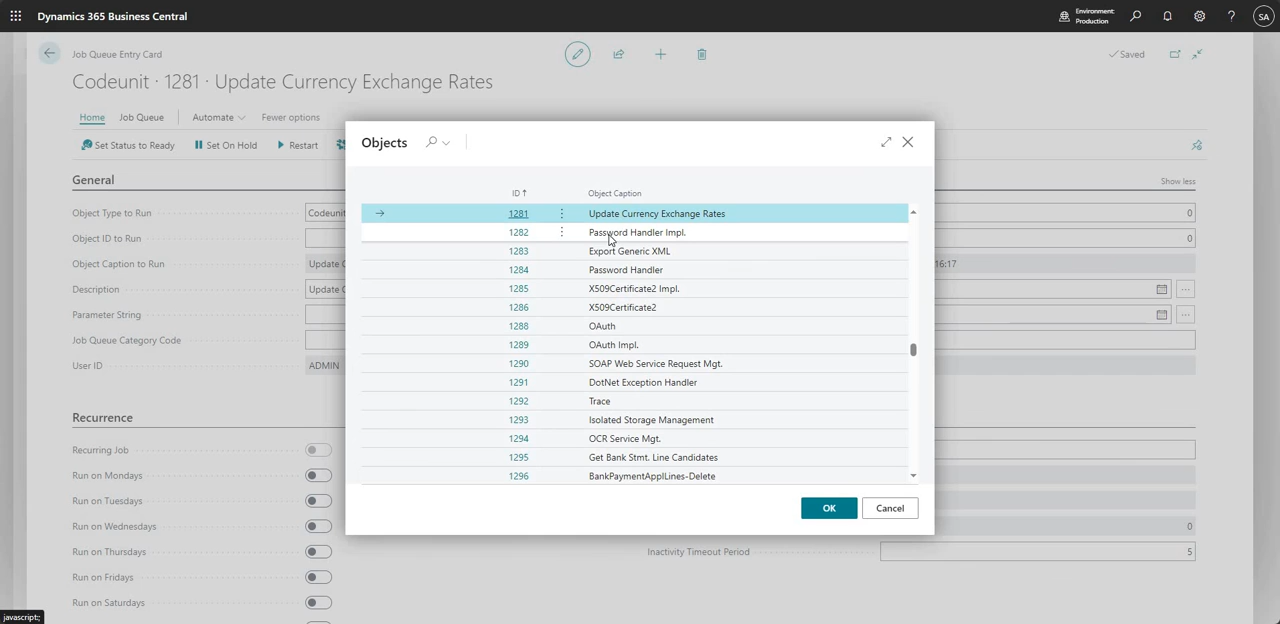 Dynamics 365 Business Central
Environment:
Production
SA
Job Queue Entry Card
Saved
Codeunit · 1281 · Update Currency Exchange Rates
Home Job Queue Automate Fewer options
Set Status to Ready Set On Hold Restart
General
Show less
Object Type to Run Codeunit 0
Object ID to Run 0
Object Caption to Run Update 16:17
Description Update
Parameter String
Job Queue Category Code
User ID ADMIN
Recurrence
Recurring Job
Run on Mondays
Run on Tuesdays
Run on Wednesdays 0
Run on Thursdays Inactivity Timeout Period 5
Run on Fridays
Run on Saturdays
Objects
ID ↑ Object Caption
1281 Update Currency Exchange Rates
1282 Password Handler Impl.
1283 Export Generic XML
1284 Password Handler
1285 X509Certificate2 Impl.
1286 X509Certificate2
1288 OAuth
1289 OAuth Impl.
1290 SOAP Web Service Request Mgt.
1291 DotNet Exception Handler
1292 Trace
1293 Isolated Storage Management
1294 OCR Service Mgt.
1295 Get Bank Stmt. Line Candidates
1296 BankPaymentApplLines-Delete
OK Cancel
javascript:;